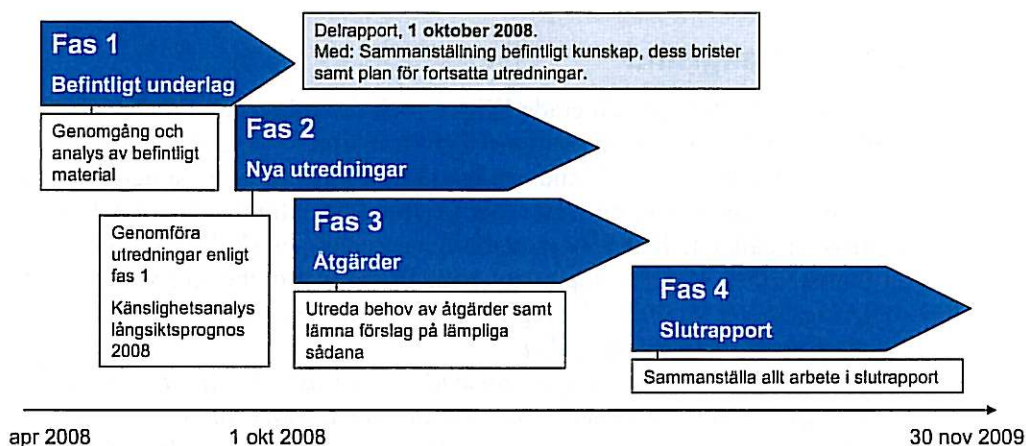 Fas 1
Befintligt underlag
Delrapport, 1 oktober 2008.
Med: Sammanställning befintligt kunskap, dess brister
samt plan för fortsatta utredningar.
Genomgång och
analys av befintligt
material
Fas 2
Nya utredningar
Genomföra
utredningar enligt
fas 1
Känslighetsanalys
långsiktsprognos
2008
Fas 3
Åtgärder
Utreda behov av åtgärder samt
lämna förslag på lämpliga
sådana
Fas 4
Slutrapport
Sammanställa allt arbete i slutrapport
apr 2008
1 okt 2008
30 nov 2009